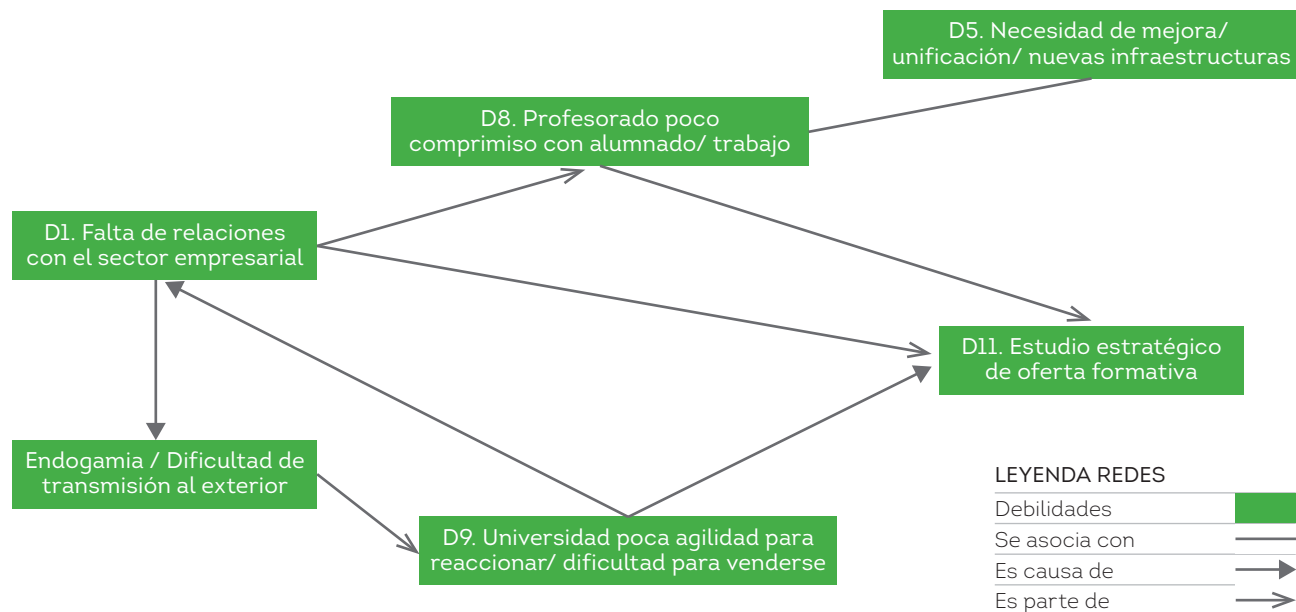 D5. Necesidad de mejora/
unificación/ nuevas infraestructuras
D8. Profesorado poco
comprimiso con alumnado/ trabajo
D1. Falta de relaciones
con el sector empresarial
D11. Estudio estratégico
de oferta formativa
Endogamia / Dificultad de
transmisión al exterior
D9. Universidad poca agilidad para
reaccionar/ dificultad para venderse
LEYENDA REDES
Debilidades
Se asocia con
Es causa de
Es parte de